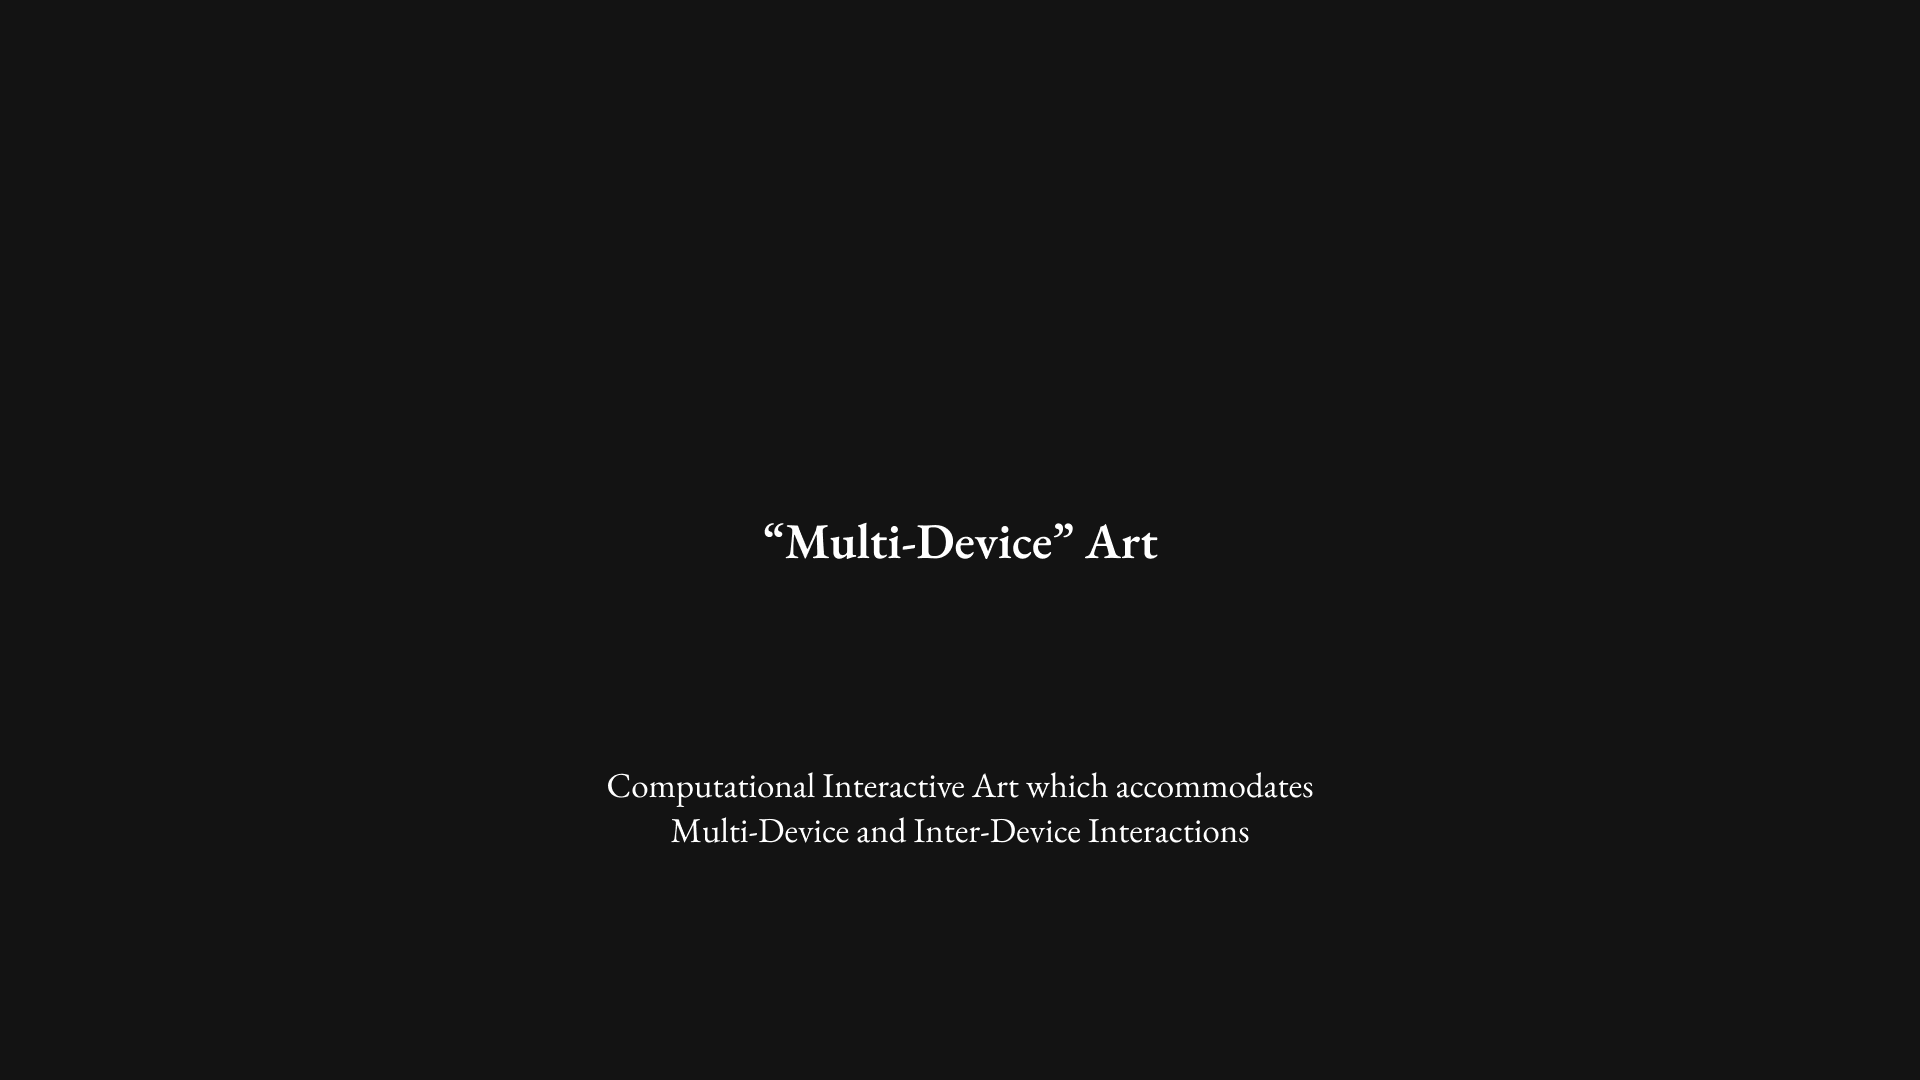 “Multi-Device” Art
Computational Interactive Art which accommodates
Multi-Device and Inter-Device Interactions